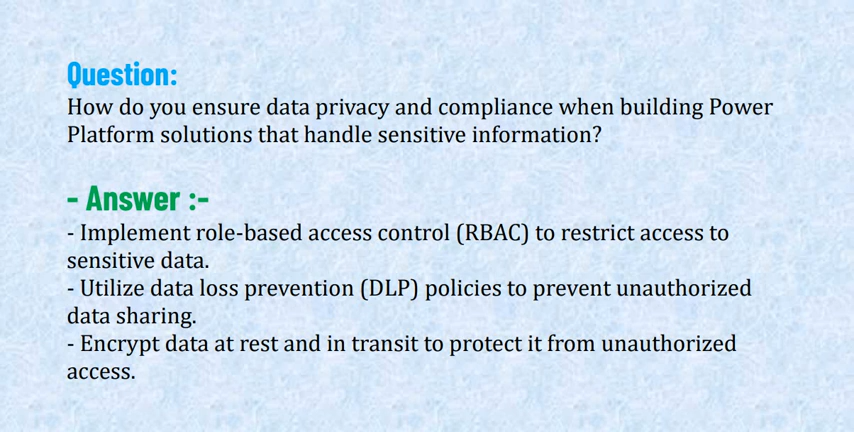 Question:
How do you ensure data privacy and compliance when building Power
Platform solutions that handle sensitive information?
- Answer :-
- Implement role-based access control (RBAC) to restrict access to
sensitive data.
- Utilize data loss prevention (DLP) policies to prevent unauthorized
data sharing.
- Encrypt data at rest and in transit to protect it from unauthorized
access.